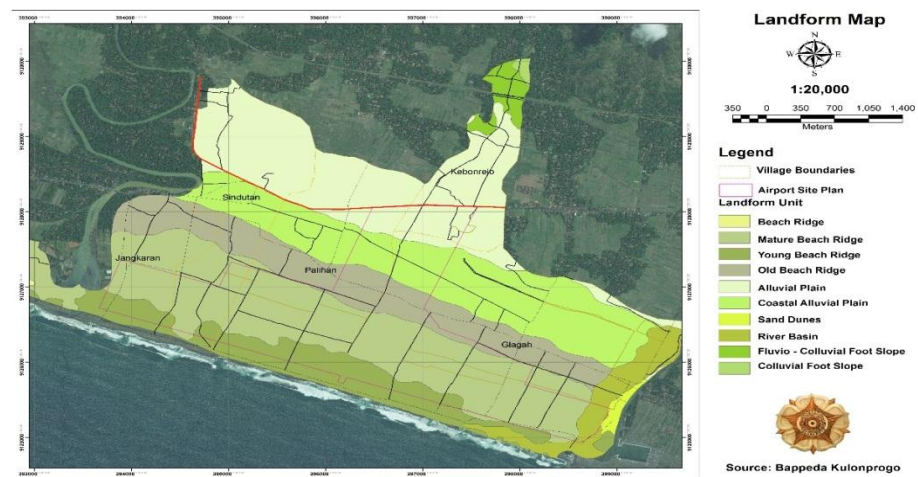 Landform Map
N
W E
S
1:20,000
350 0 350 700 1,050 1,400
Meters
Legend
Village Boundaries
Airport Site Plan
Landform Unit
Beach Ridge
Mature Beach Ridge
Young Beach Ridge
Old Beach Ridge
Alluvial Plain
Coastal Alluvial Plain
Sand Dunes
River Basin
Fluvio - Colluvial Foot Slope
Colluvial Foot Slope
Source: Bappeda Kulonprogo
Kebonrejo
Sindutan
Jangkaran
Palihan
Glagah